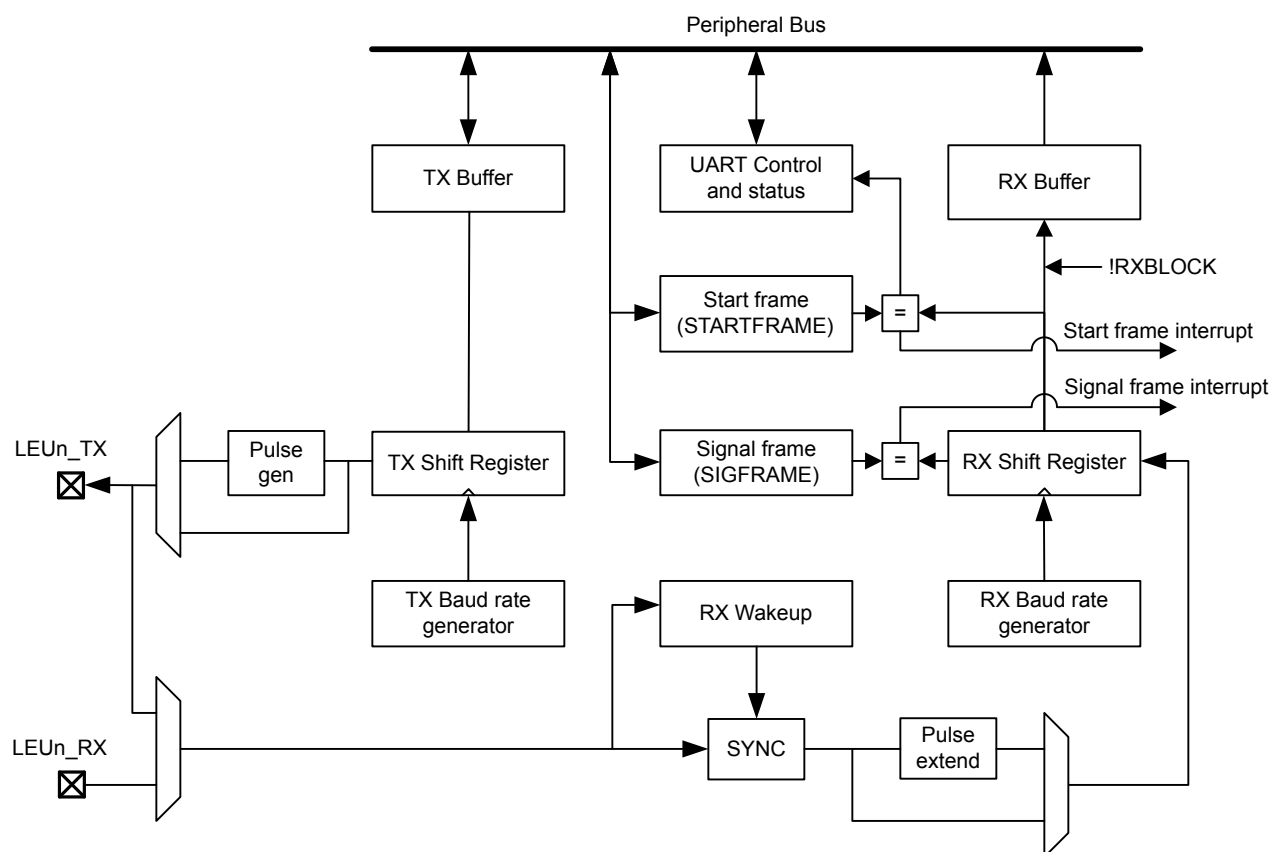 Peripheral Bus
TX Buffer
UART Control
and status
RX Buffer
!RXBLOCK
Start frame
(STARTFRAME)
=
Start frame interrupt
Signal frame interrupt
LEUn_TX
Pulse
gen
TX Shift Register
Signal frame
(SIGFRAME)
=
RX Shift Register
TX Baud rate
generator
RX Wakeup
RX Baud rate
generator
LEUn_RX
SYNC
Pulse
extend